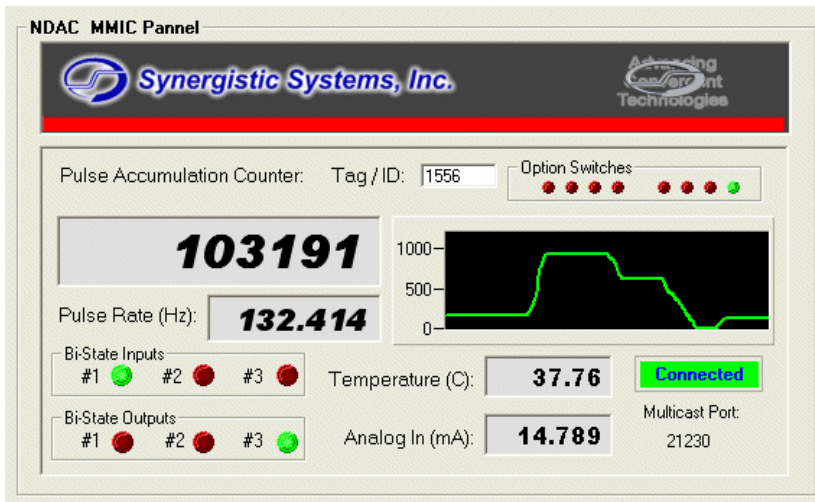 NDAC MMIC Pannel
Synergistic Systems, Inc.
Advancing
Convergent
Technologies
Pulse Accumulation Counter: Tag / ID: 1556
Option Switches
103191
1000
500
0
Pulse Rate (Hz): 132.414
Bi-State Inputs
#1 #2 #3
Temperature (C): 37.76
Connected
Bi-State Outputs
#1 #2 #3
Analog In (mA): 14.789
Multicast Port:
21230